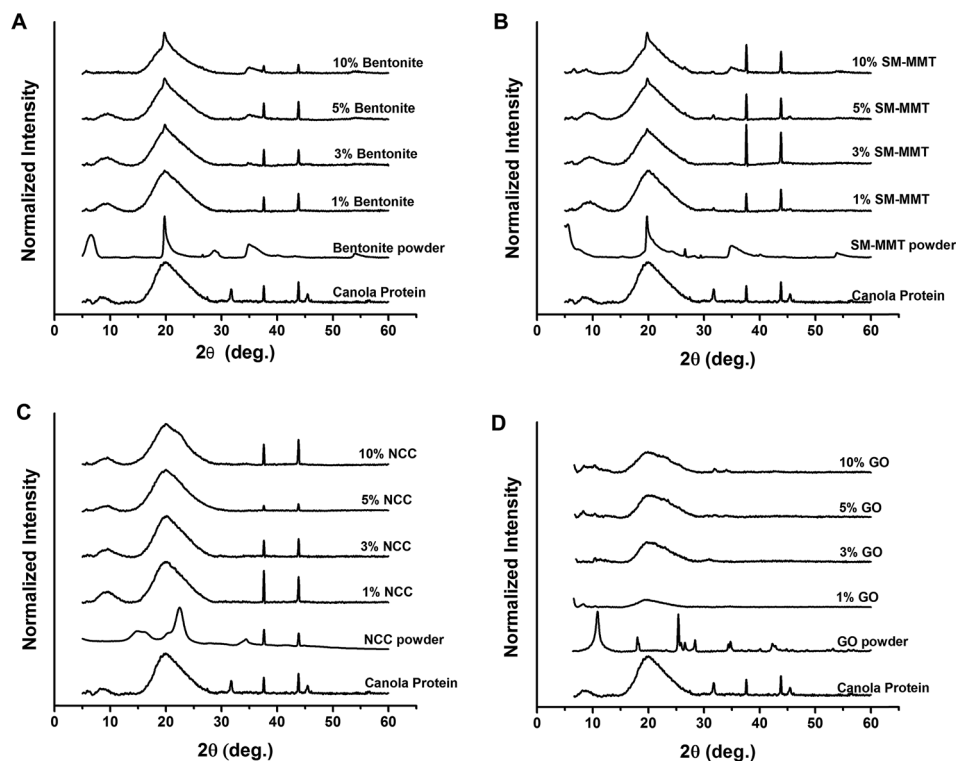 A
Normalized Intensity
10% Bentonite
5% Bentonite
3% Bentonite
1% Bentonite
Bentonite powder
Canola Protein
0 10 20 30 40 50 60
2θ (deg.)
B
Normalized Intensity
10% SM-MMT
5% SM-MMT
3% SM-MMT
1% SM-MMT
SM-MMT powder
Canola Protein
0 10 20 30 40 50 60
2θ (deg.)
C
Normalized Intensity
10% NCC
5% NCC
3% NCC
1% NCC
NCC powder
Canola Protein
0 10 20 30 40 50 60
2θ (deg.)
D
Normalized Intensity
10% GO
5% GO
3% GO
1% GO
GO powder
Canola Protein
0 10 20 30 40 50 60
2θ (deg.)